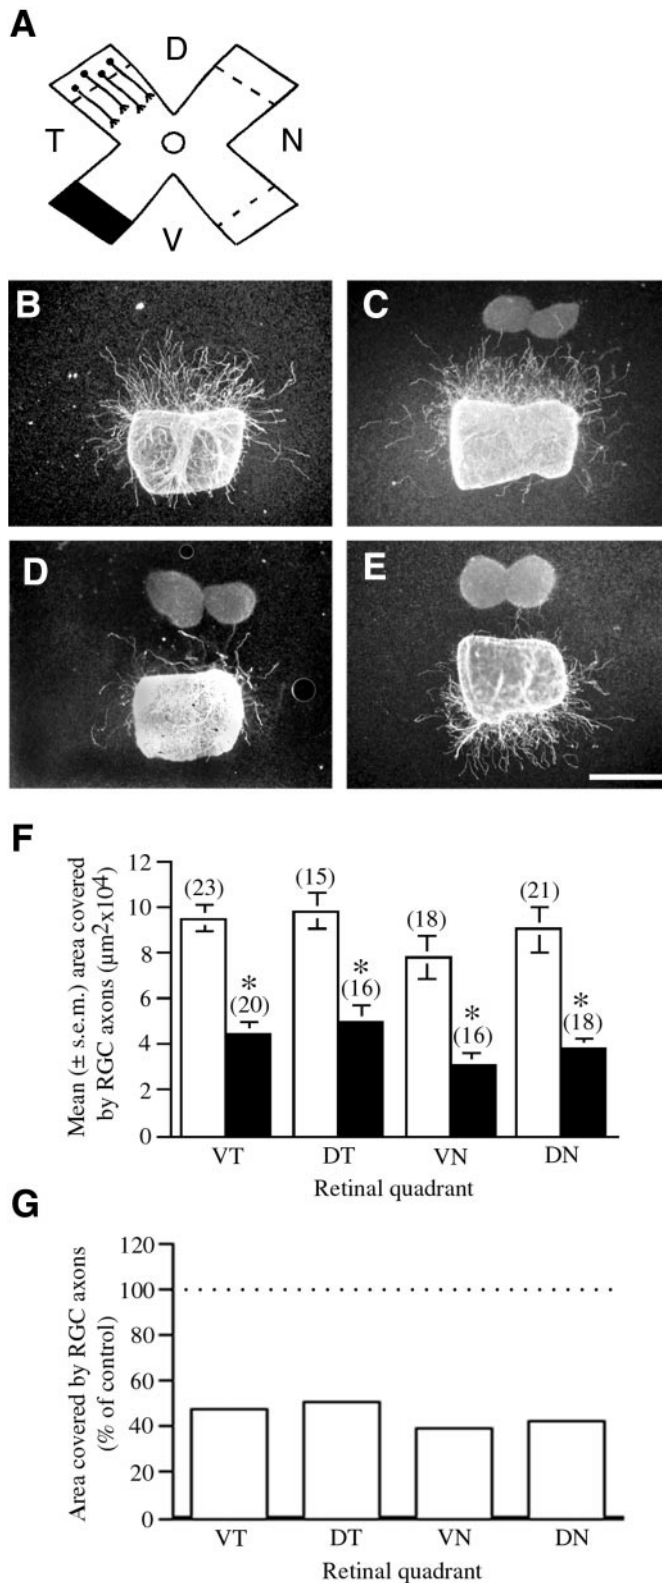 A
D
T
N
V
B
C
D
E
F
Mean (± s.e.m.) area covered
by RGC axons (µm²x10⁴)
12
10
8
6
4
2
0
(23)
(15)
(18)
(21)
*
(20)
*
(16)
*
(16)
*
(18)
VT
DT
VN
DN
Retinal quadrant
G
Area covered by RGC axons
(% of control)
120
100
80
60
40
20
0
VT
DT
VN
DN
Retinal quadrant